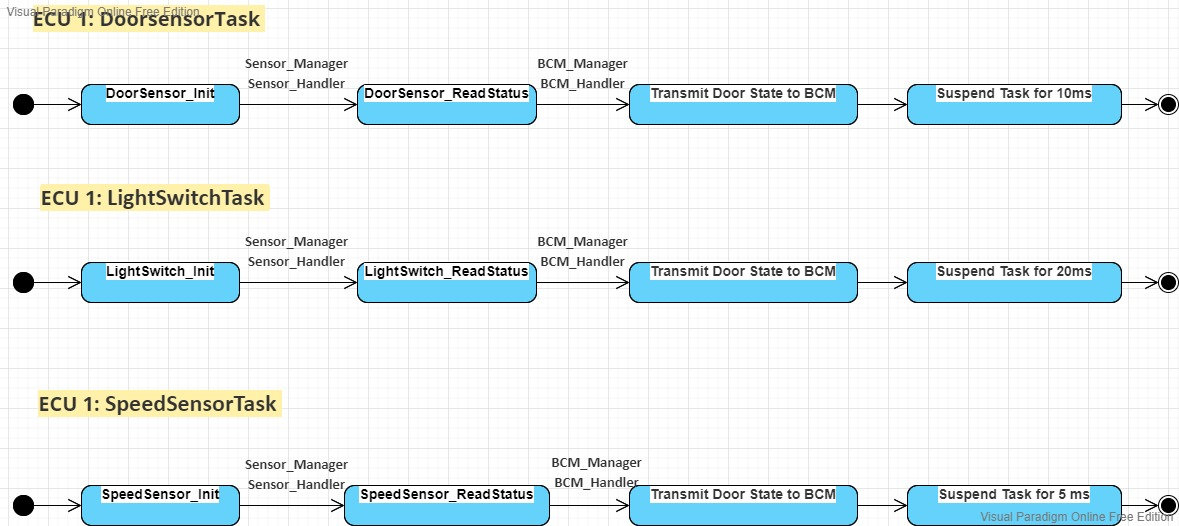 Visual Paradigm Online Free Edition
ECU 1: DoorsensorTask
Sensor_Manager
BCM_Manager
Sensor_Handler
BCM_Handler
DoorSensor_Init
DoorSensor_ReadStatus
Transmit Door State to BCM
Suspend Task for 10ms
ECU 1: LightSwitchTask
Sensor_Manager
BCM_Manager
Sensor_Handler
BCM_Handler
LightSwitch_Init
LightSwitch_ReadStatus
Transmit Door State to BCM
Suspend Task for 20ms
ECU 1: SpeedSensorTask
Sensor_Manager
BCM_Manager
Sensor_Handler
BCM_Handler
SpeedSensor_Init
SpeedSensor_ReadStatus
Transmit Door State to BCM
Suspend Task for 5 ms
Visual Paradigm Online Free Edition